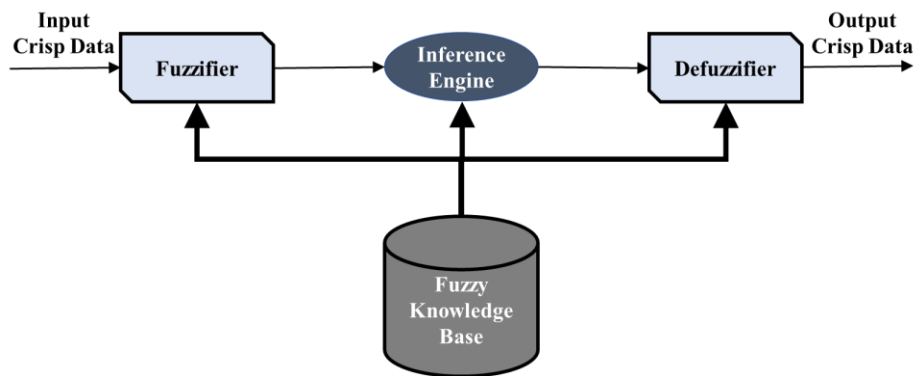 Input
Crisp Data
Fuzzifier
Inference
Engine
Defuzzifier
Output
Crisp Data
Fuzzy
Knowledge
Base